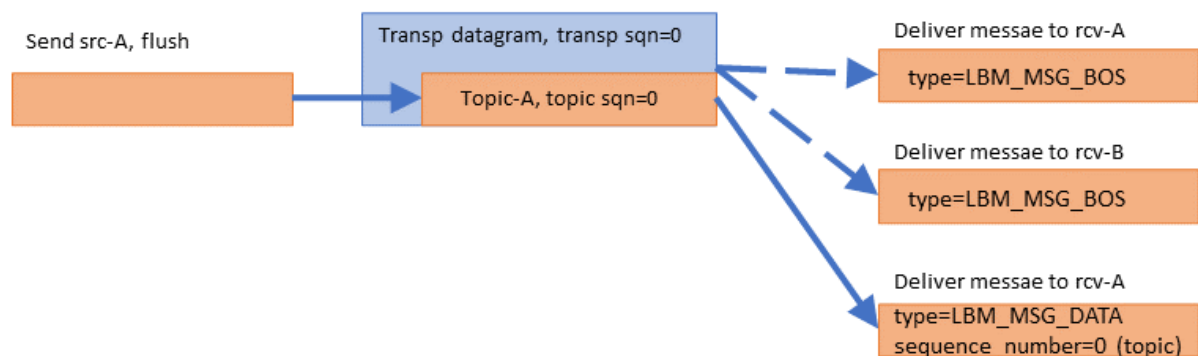 Send src-A, flush
Transp datagram, transp sqn=0
Topic-A, topic sqn=0
Deliver messae to rcv-A
type=LBM_MSG_BOS
Deliver messae to rcv-B
type=LBM_MSG_BOS
Deliver messae to rcv-A
type=LBM_MSG_DATA
sequence_number=0 (topic)